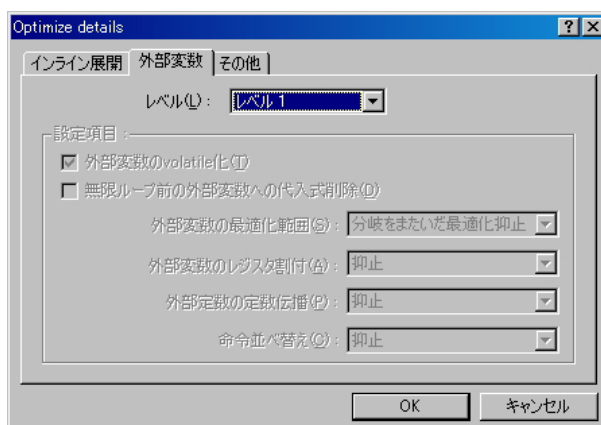 Optimize details
インライン展開 外部変数 その他
レベル(L): レベル 1
設定項目:
外部変数のvolatile化(T)
無限ループ前の外部変数への代入式削除(D)
外部変数の最適化範囲(S): 分岐をまたいだ最適化抑止
外部変数のレジスタ割付(A): 抑止
外部定数の定数伝播(P): 抑止
命令並べ替え(C): 抑止
OK キャンセル